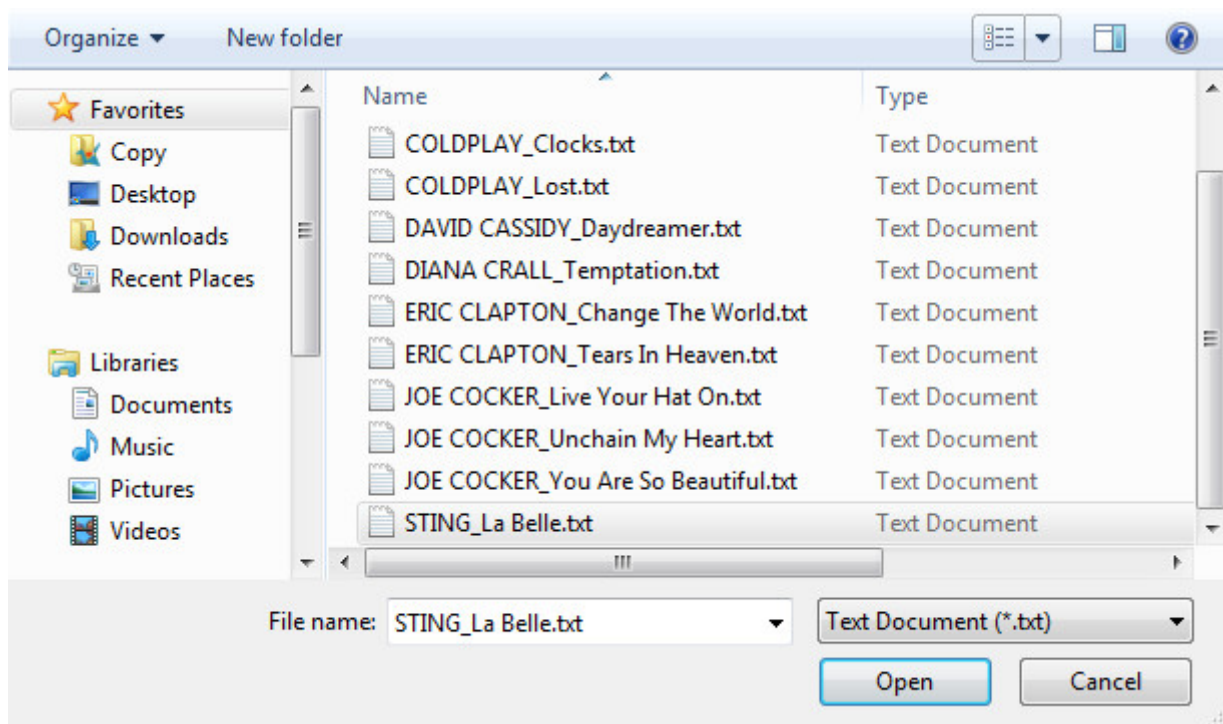 Organize New folder
Favorites
Copy
Desktop
Downloads
Recent Places
Libraries
Documents
Music
Pictures
Videos
Name Type
COLDPLAY_Clocks.txt Text Document
COLDPLAY_Lost.txt Text Document
DAVID CASSIDY_Daydreamer.txt Text Document
DIANA CRALL_Temptation.txt Text Document
ERIC CLAPTON_Change The World.txt Text Document
ERIC CLAPTON_Tears In Heaven.txt Text Document
JOE COCKER_Live Your Hat On.txt Text Document
JOE COCKER_Unchain My Heart.txt Text Document
JOE COCKER_You Are So Beautiful.txt Text Document
STING_La Belle.txt Text Document
File name: STING_La Belle.txt Text Document (*.txt)
Open Cancel